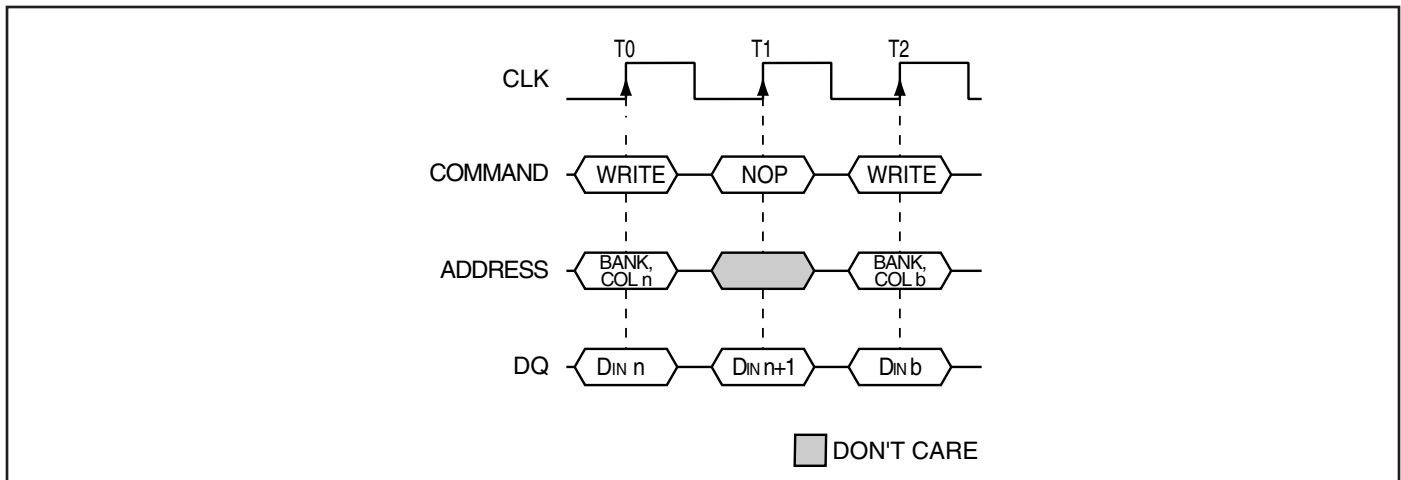 T0 T1 T2
CLK
COMMAND WRITE NOP WRITE
ADDRESS BANK, COL n BANK, COL b
DQ DIN n DIN n+1 DIN b
DON'T CARE